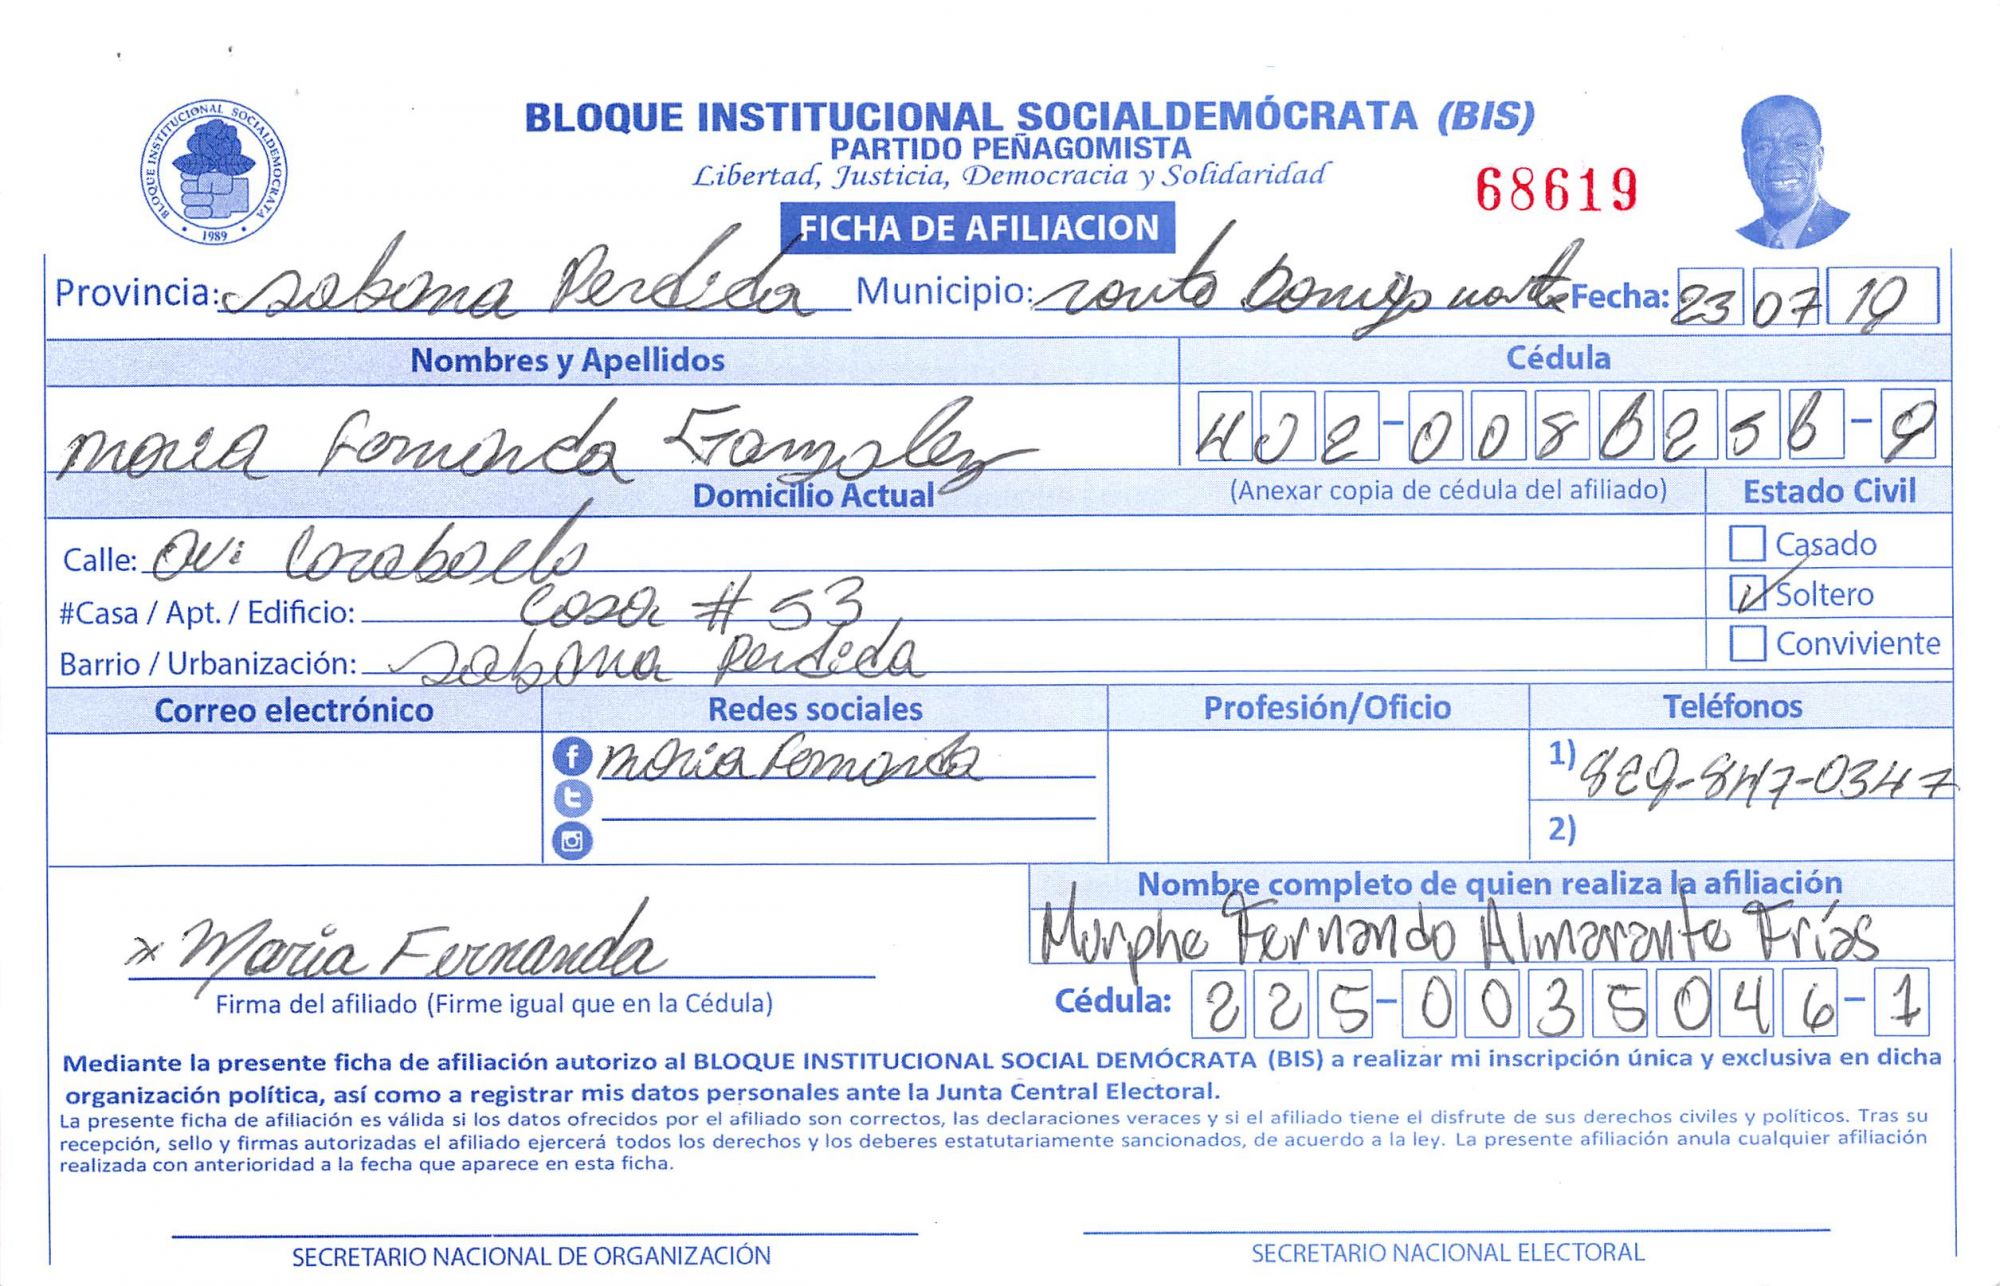 BLOQUE INSTITUCIONAL SOCIALDEMOCRATA
1989
BLOQUE INSTITUCIONAL SOCIALDEMÓCRATA (BIS)
PARTIDO PEÑAGOMISTA
Libertad, Justicia, Democracia y Solidaridad
68619
FICHA DE AFILIACION
Provincia: sabana Perdida Municipio: santo Domigo norte Fecha: 23 07 19
Nombres y Apellidos Cédula
maria Fernanda Gonzalez 402-0086256-9
Domicilio Actual (Anexar copia de cédula del afiliado) Estado Civil
Calle: Avi Caraballo Casado
#Casa / Apt. / Edificio: Casa # 53 Soltero
Barrio / Urbanización: sabana Perdida Conviviente
Correo electrónico Redes sociales Profesión/Oficio Teléfonos
maria Fernanda 1) 829-847-0347
2)
Nombre completo de quien realiza la afiliación
x Maria Fernanda Morphe Fernando Almarante Frías
Firma del afiliado (Firme igual que en la Cédula) Cédula: 225-0035046-1
Mediante la presente ficha de afiliación autorizo al BLOQUE INSTITUCIONAL SOCIAL DEMÓCRATA (BIS) a realizar mi inscripción única y exclusiva en dicha
organización política, así como a registrar mis datos personales ante la Junta Central Electoral.
La presente ficha de afiliación es válida si los datos ofrecidos por el afiliado son correctos, las declaraciones veraces y si el afiliado tiene el disfrute de sus derechos civiles y políticos. Tras su
recepción, sello y firmas autorizadas el afiliado ejercerá todos los derechos y los deberes estatutariamente sancionados, de acuerdo a la ley. La presente afiliación anula cualquier afiliación
realizada con anterioridad a la fecha que aparece en esta ficha.
SECRETARIO NACIONAL DE ORGANIZACIÓN SECRETARIO NACIONAL ELECTORAL